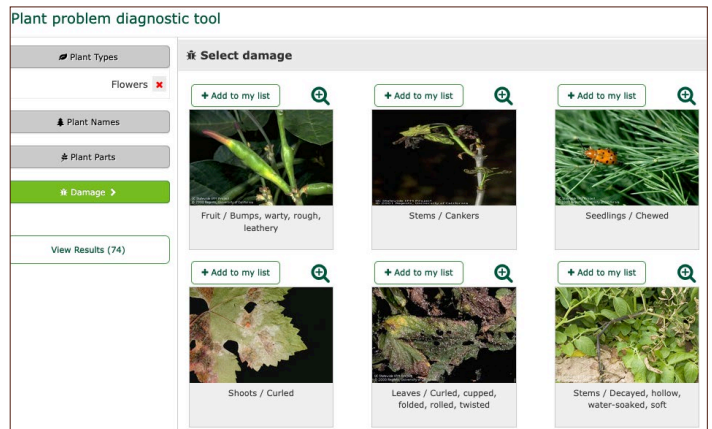 Plant problem diagnostic tool
Plant Types
Flowers
Plant Names
Plant Parts
Damage
View Results (74)
Select damage
+ Add to my list
+ Add to my list
+ Add to my list
Fruit / Bumps, warty, rough,
leathery
Stems / Cankers
Seedlings / Chewed
+ Add to my list
+ Add to my list
+ Add to my list
Shoots / Curled
Leaves / Curled, cupped,
folded, rolled, twisted
Stems / Decayed, hollow,
water-soaked, soft